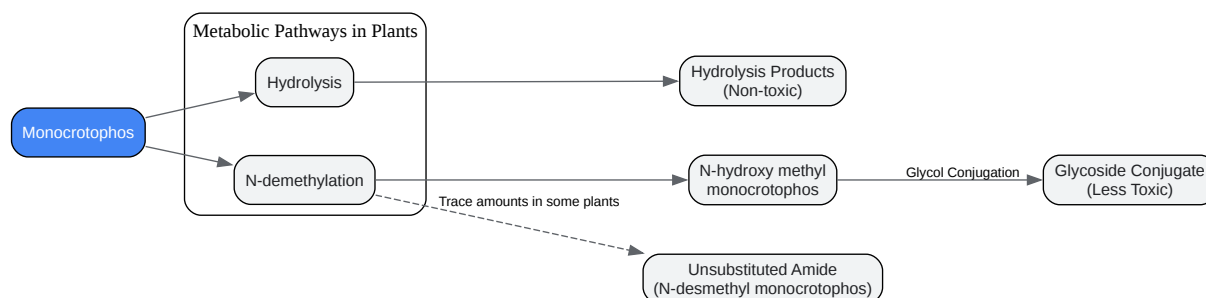 Metabolic Pathways in Plants
Hydrolysis
Hydrolysis Products
(Non-toxic)
Monocrotophos
N-demethylation
N-hydroxy methyl
monocrotophos
Glycol Conjugation
Glycoside Conjugate
(Less Toxic)
Trace amounts in some plants
Unsubstituted Amide
(N-desmethyl monocrotophos)